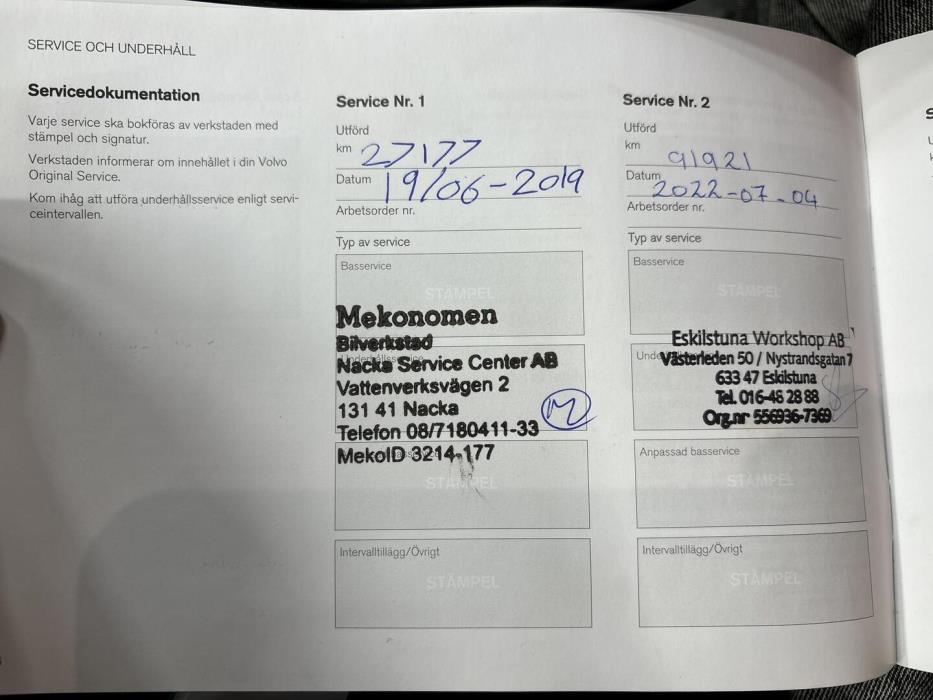 SERVICE OCH UNDERHÅLL
Servicedokumentation
Varje service ska bokföras av verkstaden med
stämpel och signatur.
Verkstaden informerar om innehållet i din Volvo
Original Service.
Kom ihåg att utföra underhållsservice enligt servi-
ceintervallen.
Service Nr. 1
Utförd
km 27177
Datum 19/06-2019
Arbetsorder nr.
Typ av service
Basservice
STÄMPEL
Mekonomen
Bilverkstad
Nacka Service Center AB
Vattenverksvägen 2
131 41 Nacka
Telefon 08/7180411-33
MekoID 3214-177
STÄMPEL
Intervalltillägg/Övrigt
STÄMPEL
Service Nr. 2
Utförd
km 91921
Datum 2022-07-04
Arbetsorder nr.
Typ av service
Basservice
STÄMPEL
Eskilstuna Workshop AB
Västerleden 50 / Nystrandsgatan 7
633 47 Eskilstuna
Tel. 016-48 28 88
Org.nr 556936-7369
Anpassad basservice
STÄMPEL
Intervalltillägg/Övrigt
STÄMPEL